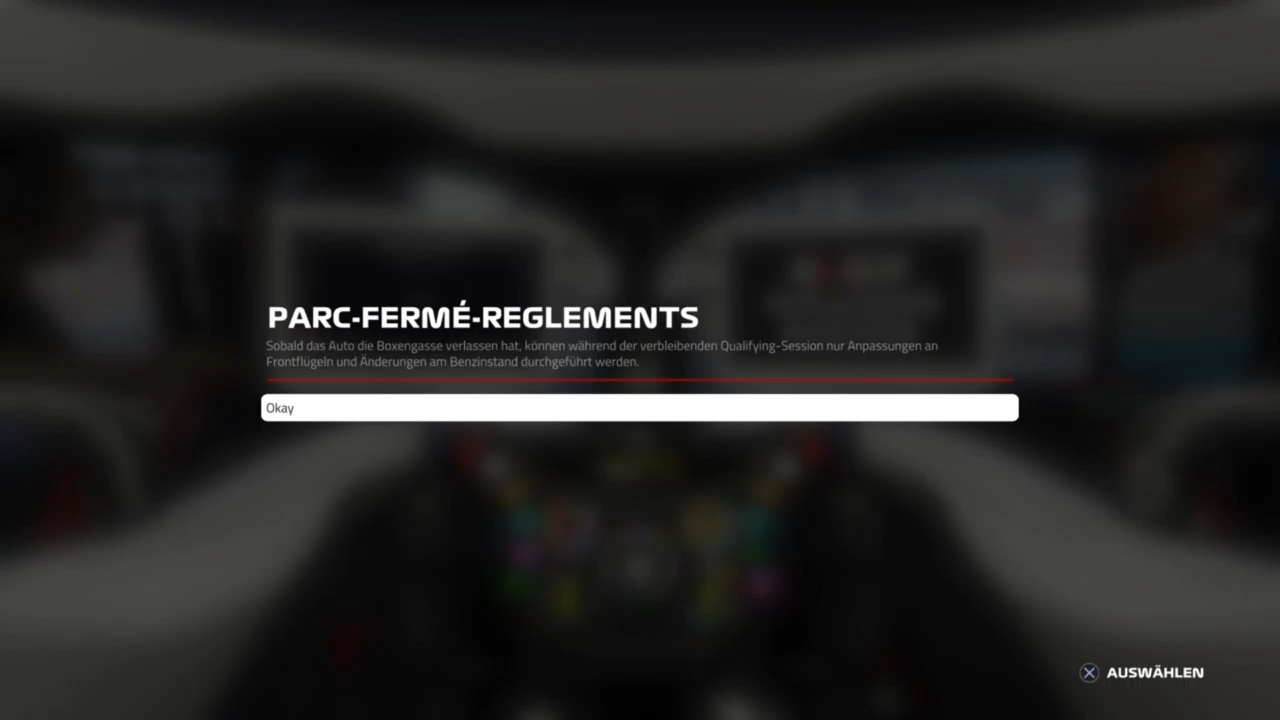 PARC-FERMÉ-REGLEMENTS
Sobald das Auto die Boxengasse verlassen hat, können während der verbleibenden Qualifying-Session nur Anpassungen an
Frontflügeln und Änderungen am Benzinstand durchgeführt werden.
Okay
AUSWÄHLEN